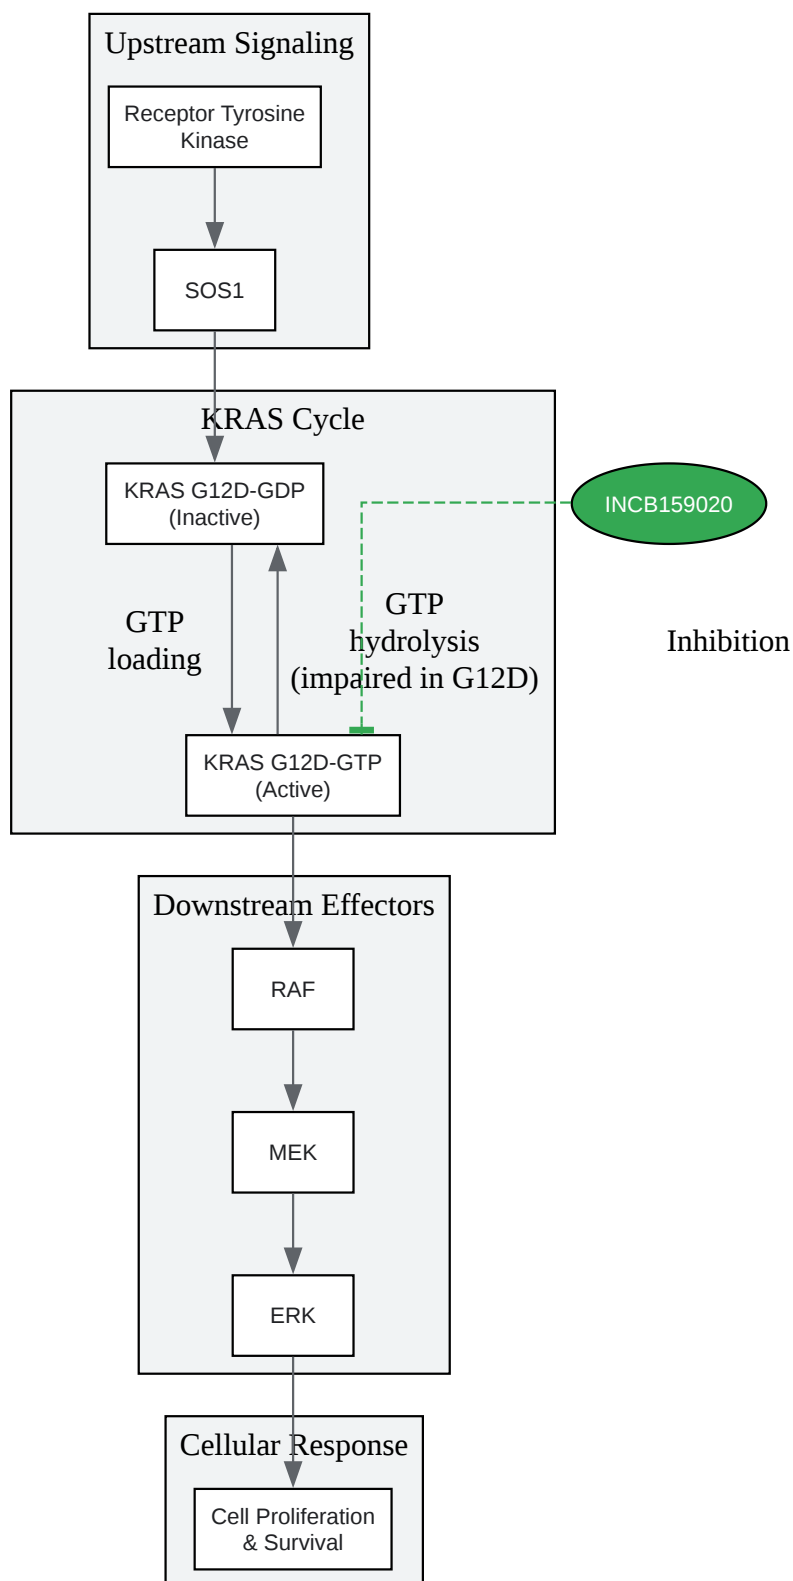 Upstream Signaling
Receptor Tyrosine
Kinase
SOS1
KRAS Cycle
KRAS G12D-GDP
(Inactive)
INCB159020
GTP
loading
GTP
hydrolysis
(impaired in G12D)
Inhibition
KRAS G12D-GTP
(Active)
Downstream Effectors
RAF
MEK
ERK
Cellular Response
Cell Proliferation
& Survival